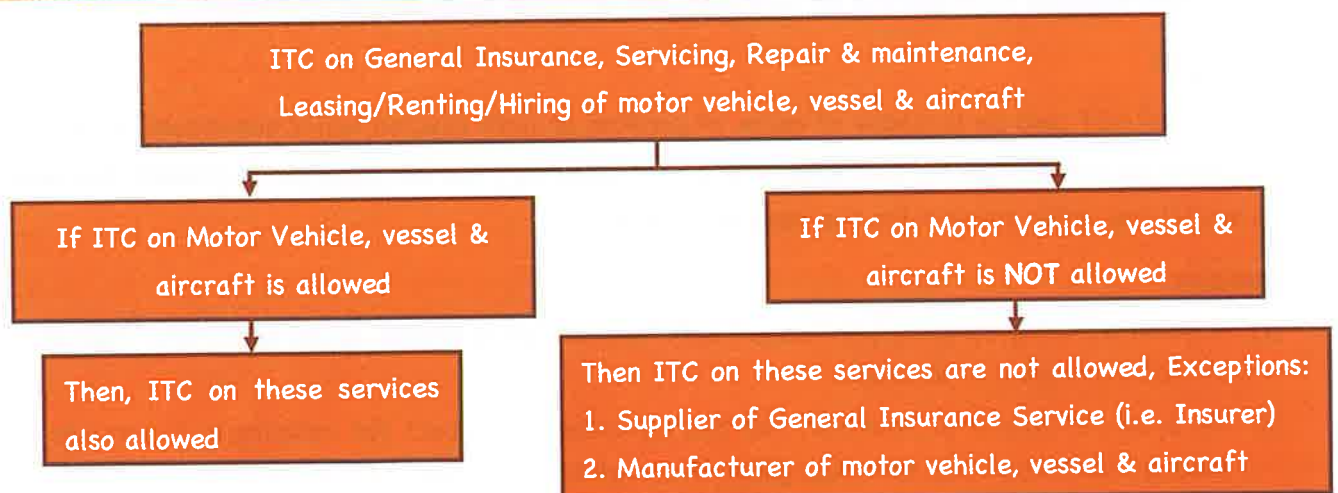 ITC on General Insurance, Servicing, Repair & maintenance,
Leasing/Renting/Hiring of motor vehicle, vessel & aircraft
If ITC on Motor Vehicle, vessel &
aircraft is allowed
If ITC on Motor Vehicle, vessel &
aircraft is NOT allowed
Then, ITC on these services
also allowed
Then ITC on these services are not allowed, Exceptions:
1. Supplier of General Insurance Service (i.e. Insurer)
2. Manufacturer of motor vehicle, vessel & aircraft